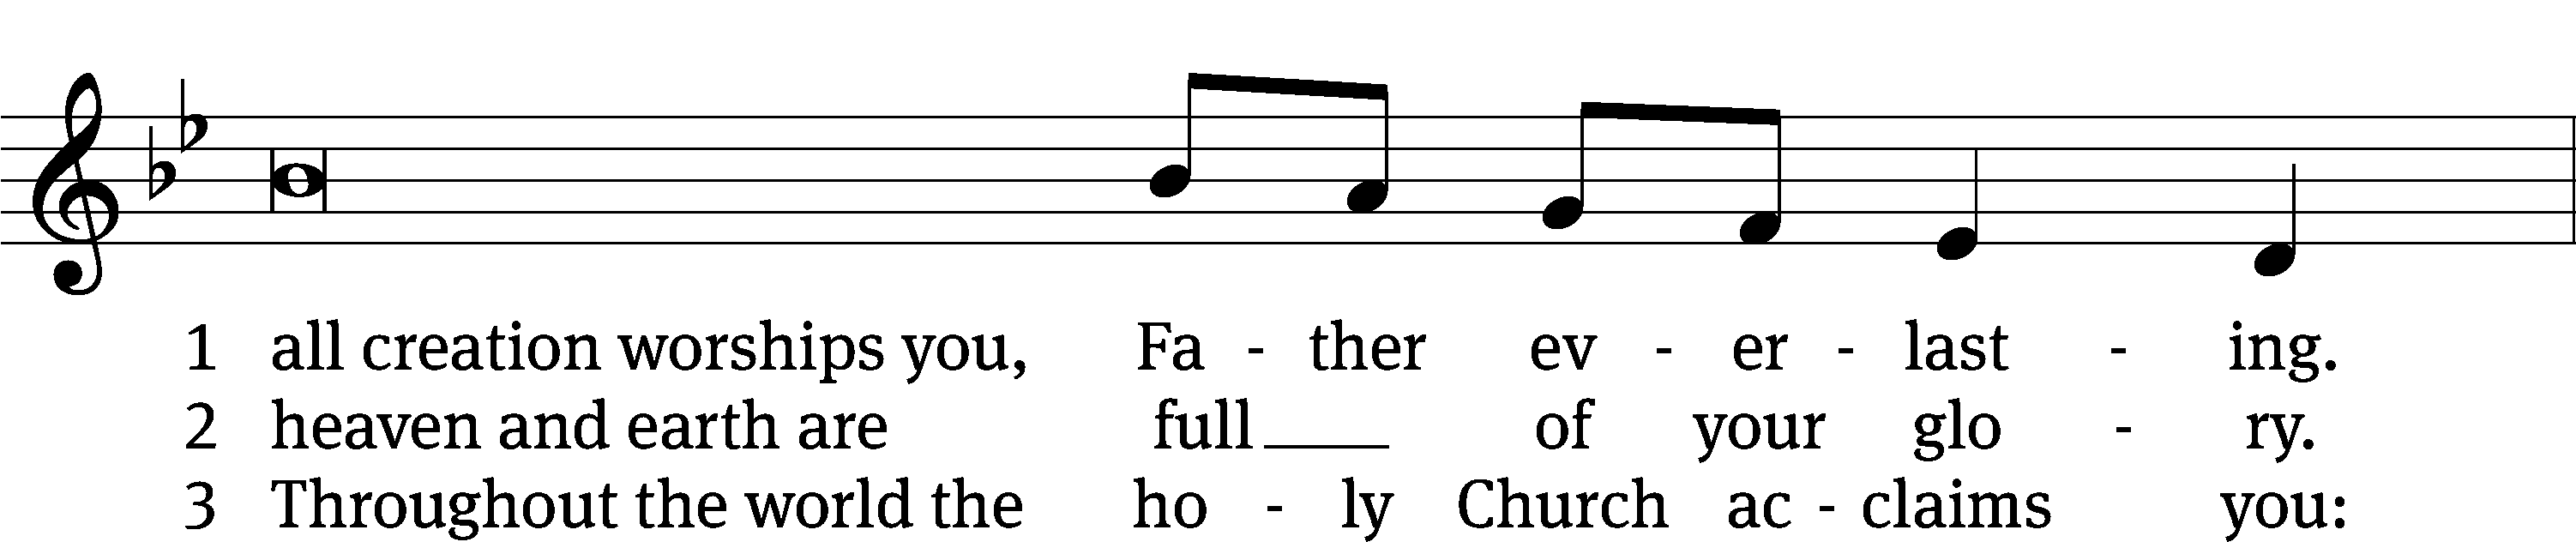 1 all creation worships you, Fa - ther ev - er - last - ing.
2 heaven and earth are full____ of your glo - ry.
3 Throughout the world the ho - ly Church ac - claims you: